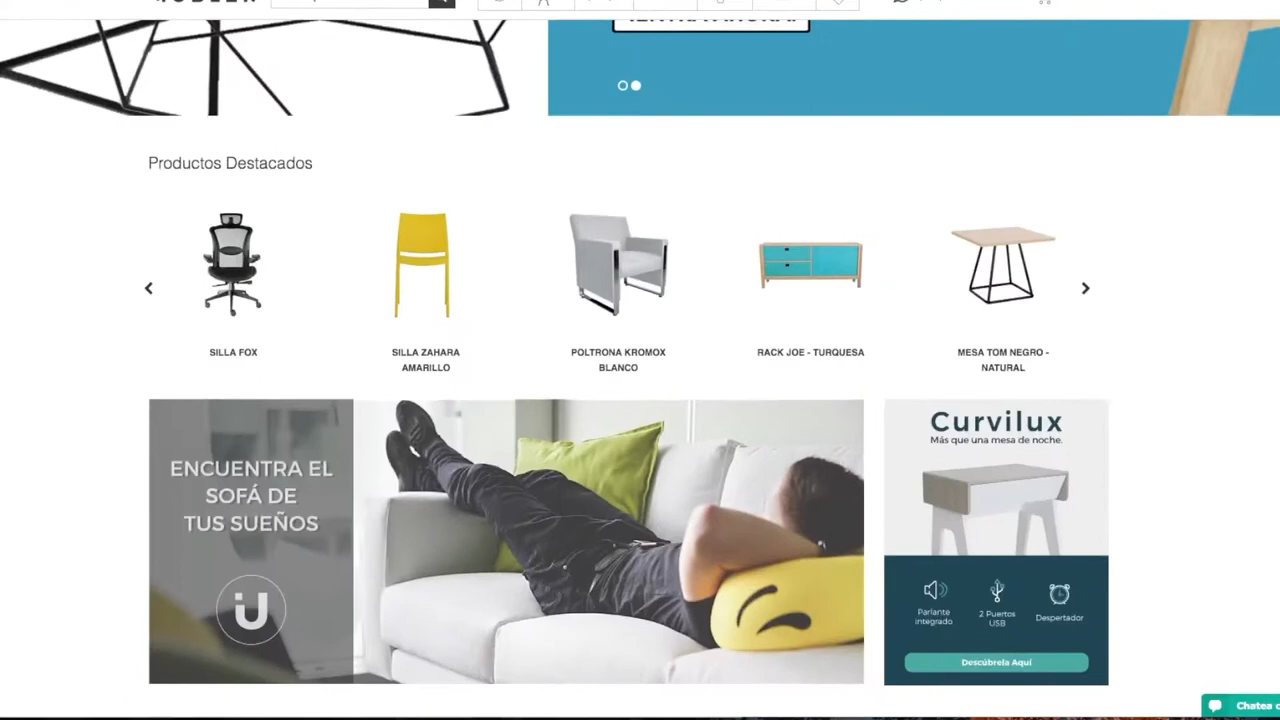 Productos Destacados
SILLA FOX
SILLA ZAHARA
AMARILLO
POLTRONA KROMOX
BLANCO
RACK JOE - TURQUESA
MESA TOM NEGRO -
NATURAL
ENCUENTRA EL
SOFÁ DE
TUS SUEÑOS
Curvilux
Más que una mesa de noche.
Parlante
integrado
2 Puertos
USB
Despertador
Descúbrela Aquí
Chatea